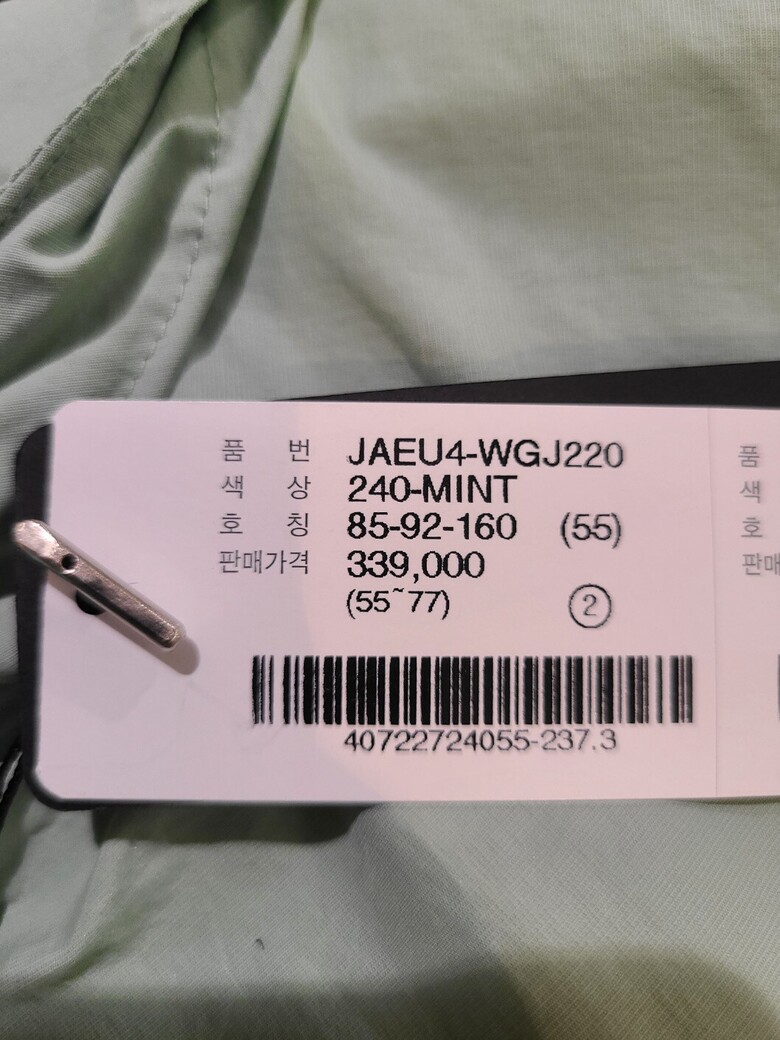 품 번 JAEU4-WGJ220
색 상 240-MINT
호 칭 85-92-160 (55)
판매가격 339,000
(55~77) ②
40722724055-237.3
품
색
호
판매